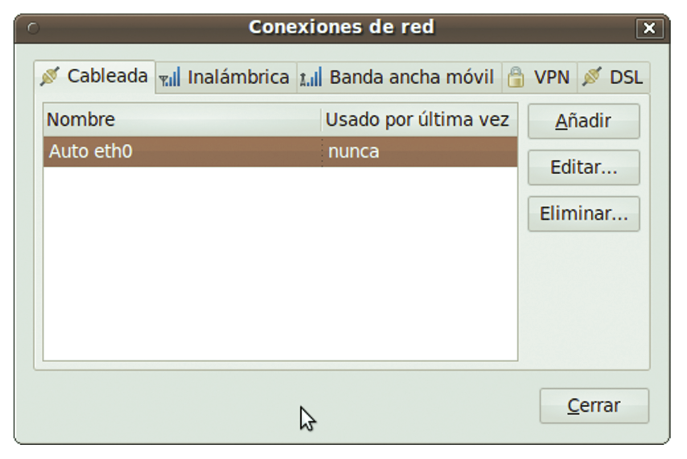 Conexiones de red
Cableada Inalámbrica Banda ancha móvil VPN DSL
Nombre Usado por última vez
Auto eth0 nunca
Añadir
Editar...
Eliminar...
Cerrar